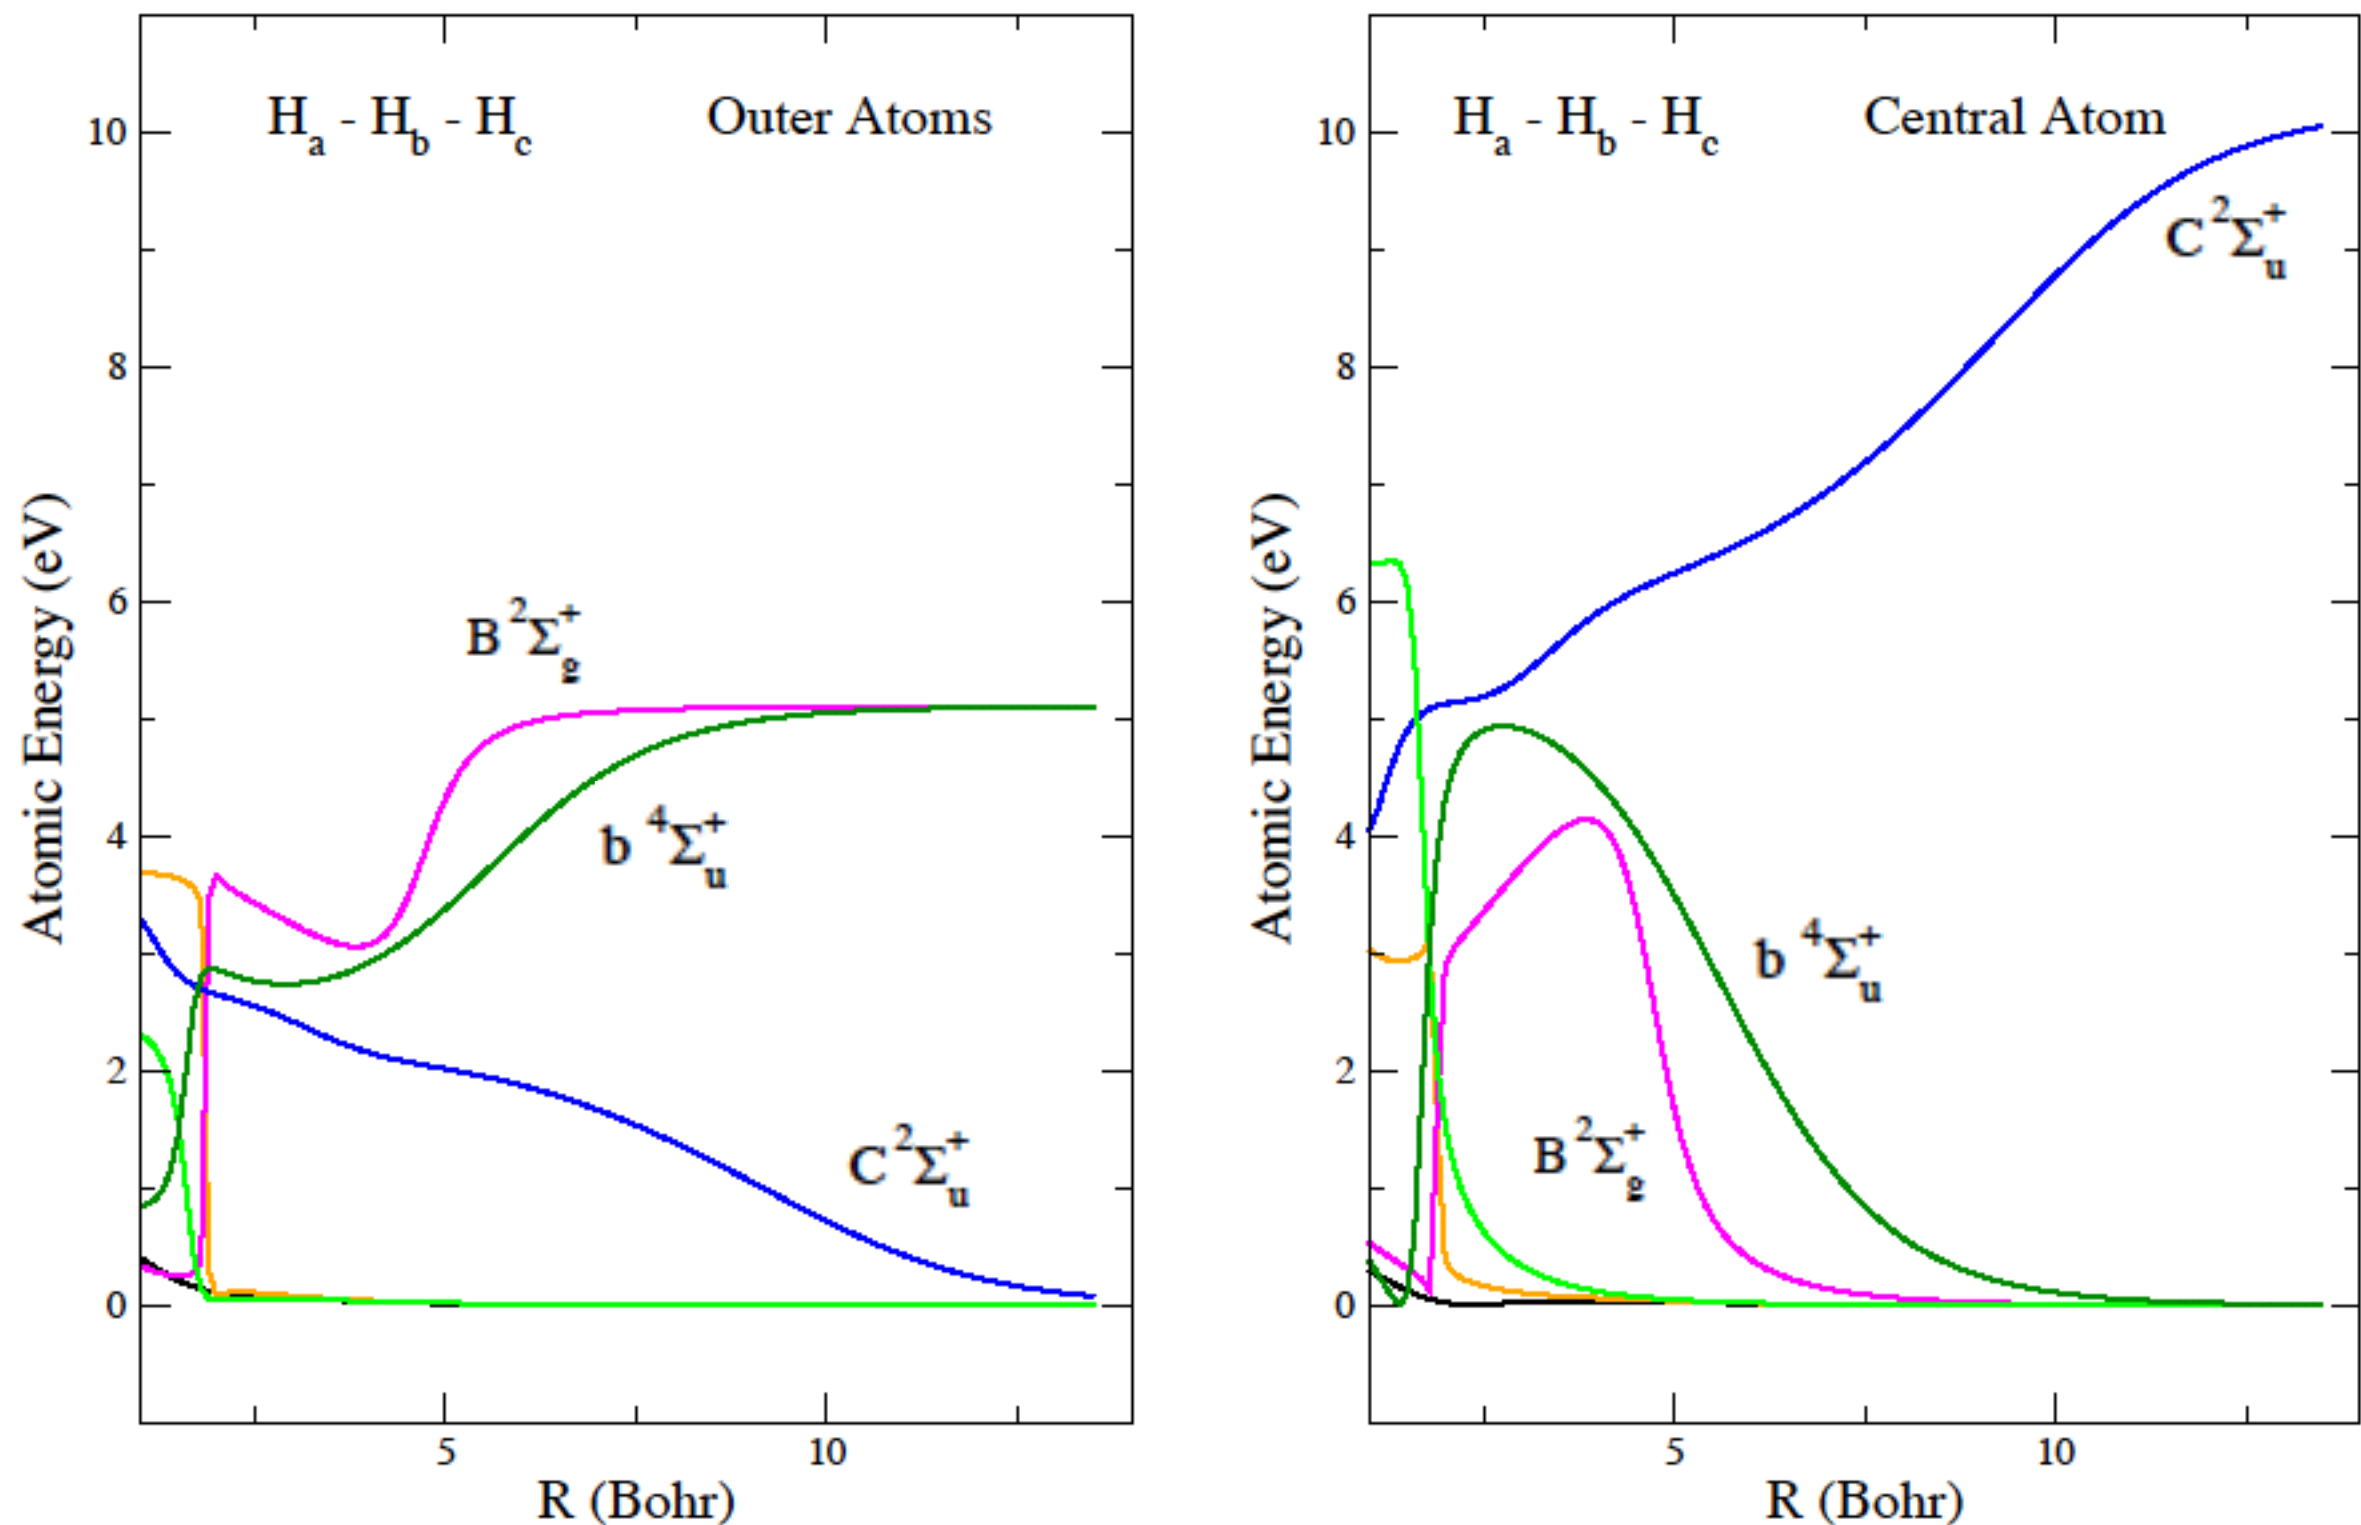 H_a - H_b - H_c Outer Atoms
10
8
6
4
2
0
Atomic Energy (eV)
B ²Σ_g⁺
b ⁴Σ_u⁺
C ²Σ_u⁺
5 10
R (Bohr)
H_a - H_b - H_c Central Atom
10
8
6
4
2
0
Atomic Energy (eV)
C ²Σ_u⁺
b ⁴Σ_u⁺
B ²Σ_g⁺
5 10
R (Bohr)